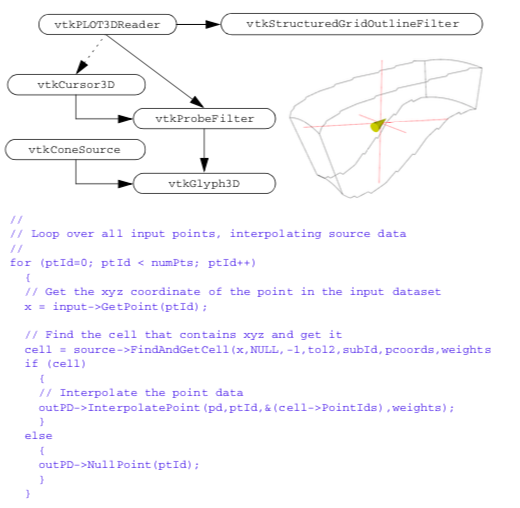 vtkPLOT3DReader
vtkStructuredGridOutlineFilter
vtkCursor3D
vtkProbeFilter
vtkConeSource
vtkGlyph3D
//
// Loop over all input points, interpolating source data
//
for (ptId=0; ptId < numPts; ptId++)
{
// Get the xyz coordinate of the point in the input dataset
x = input->GetPoint(ptId);
// Find the cell that contains xyz and get it
cell = source->FindAndGetCell(x,NULL,-1,tol2,subId,pcoords,weights
if (cell)
{
// Interpolate the point data
outPD->InterpolatePoint(pd,ptId,&(cell->PointIds),weights);
}
else
{
outPD->NullPoint(ptId);
}
}